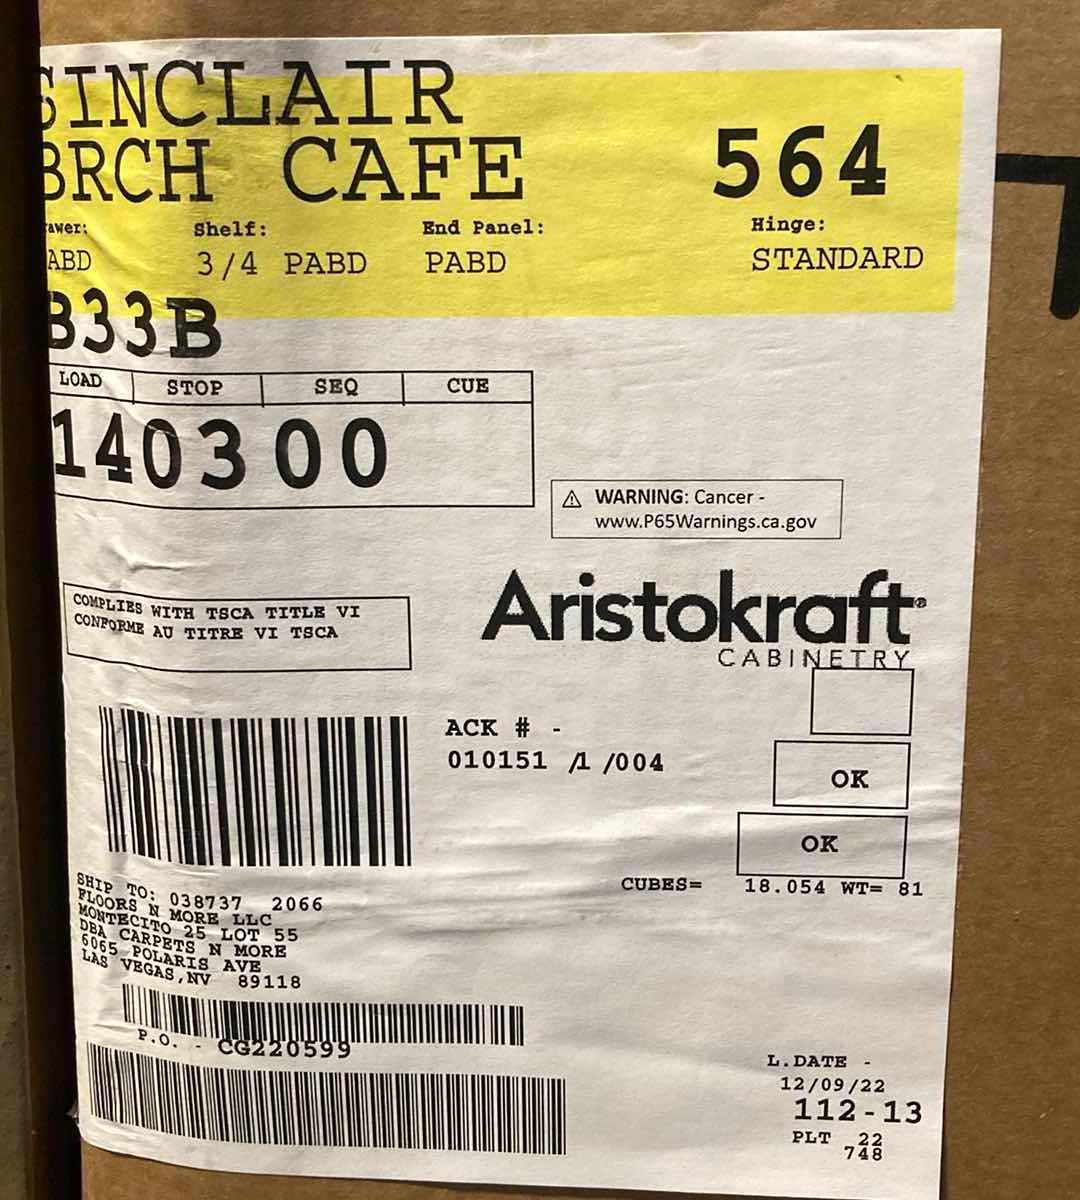 SINCLAIR
BRCH CAFE 564
awer: Shelf: End Panel: Hinge:
ABD 3/4 PABD PABD STANDARD
B33B
LOAD STOP SEQ CUE
140300
⚠ WARNING: Cancer -
www.P65Warnings.ca.gov
COMPLIES WITH TSCA TITLE VI
CONFORME AU TITRE VI TSCA
Aristokraft®
CABINETRY
ACK # -
010151 /1 /004
OK
OK
CUBES= 18.054 WT= 81
SHIP TO: 038737 2066
FLOORS N MORE LLC
MONTECITO 25 LOT 55
DBA CARPETS N MORE
6065 POLARIS AVE
LAS VEGAS,NV 89118
P.O. - CG220599
L.DATE -
12/09/22
112-13
PLT 22
748